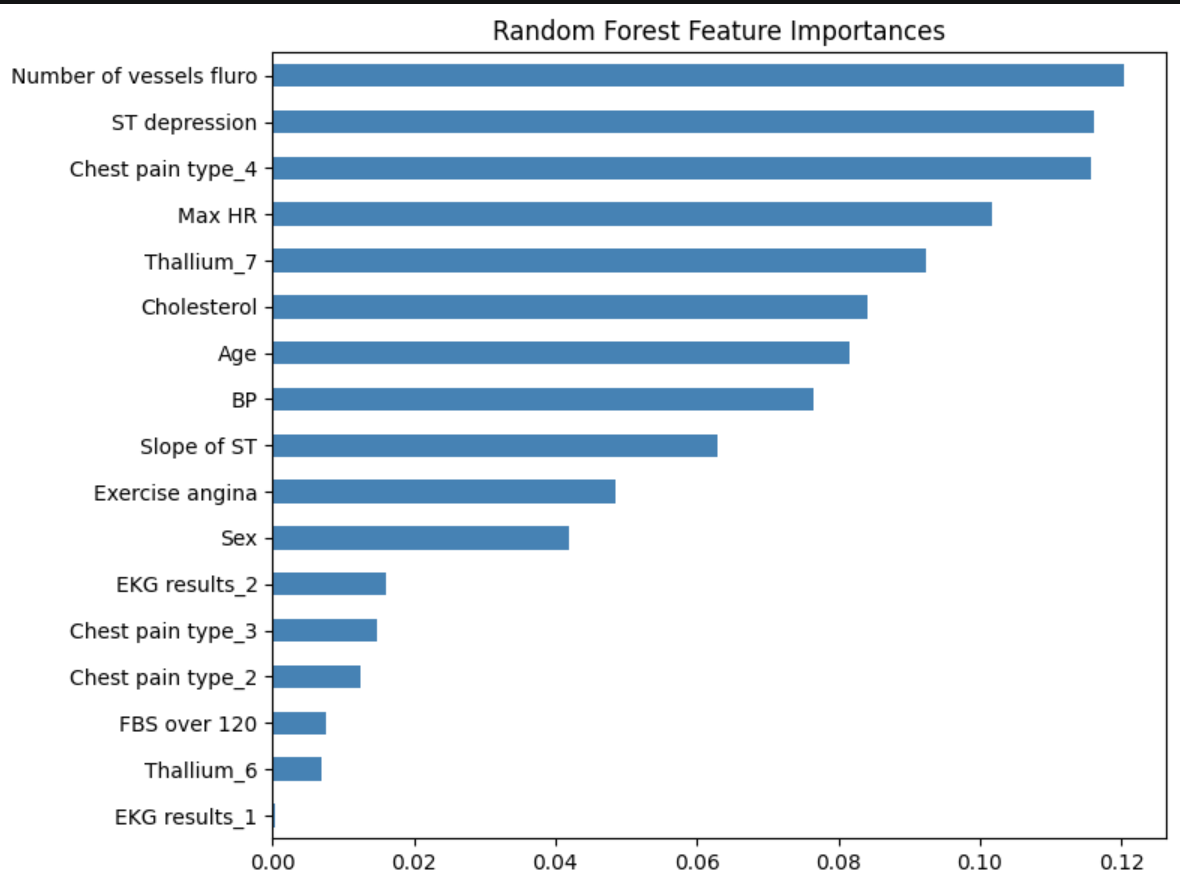 Random Forest Feature Importances
Number of vessels fluro
ST depression
Chest pain type_4
Max HR
Thallium_7
Cholesterol
Age
BP
Slope of ST
Exercise angina
Sex
EKG results_2
Chest pain type_3
Chest pain type_2
FBS over 120
Thallium_6
EKG results_1
0.00 0.02 0.04 0.06 0.08 0.10 0.12